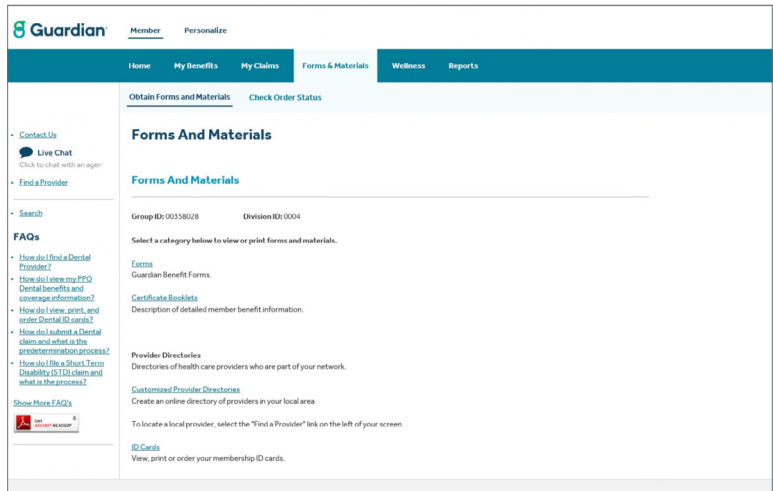 Guardian
Member
Personalize
Home
My Benefits
My Claims
Forms & Materials
Wellness
Reports
Obtain Forms and Materials
Check Order Status
Contact Us
Live Chat
Click to chat with an agen
Find a Provider
Search
FAQs
How do I find a Dental
Provider?
How do I view my PPO
Dental benefits and
coverage information?
How do I view, print, and
order Dental ID cards?
How do I submit a Dental
claim and what is the
predetermination process?
How do I file a Short Term
Disability (STD) claim and
what is the process?
Show More FAQ's
Get
ADOBE® READER®
Forms And Materials
Forms And Materials
Group ID: 00358028 Division ID: 0004
Select a category below to view or print forms and materials.
Forms
Guardian Benefit Forms.
Certificate Booklets
Description of detailed member benefit information.
Provider Directories
Directories of health care providers who are part of your network.
Customized Provider Directories
Create an online directory of providers in your local area
To locate a local provider, select the "Find a Provider" link on the left of your screen.
ID Cards
View, print or order your membership ID cards.